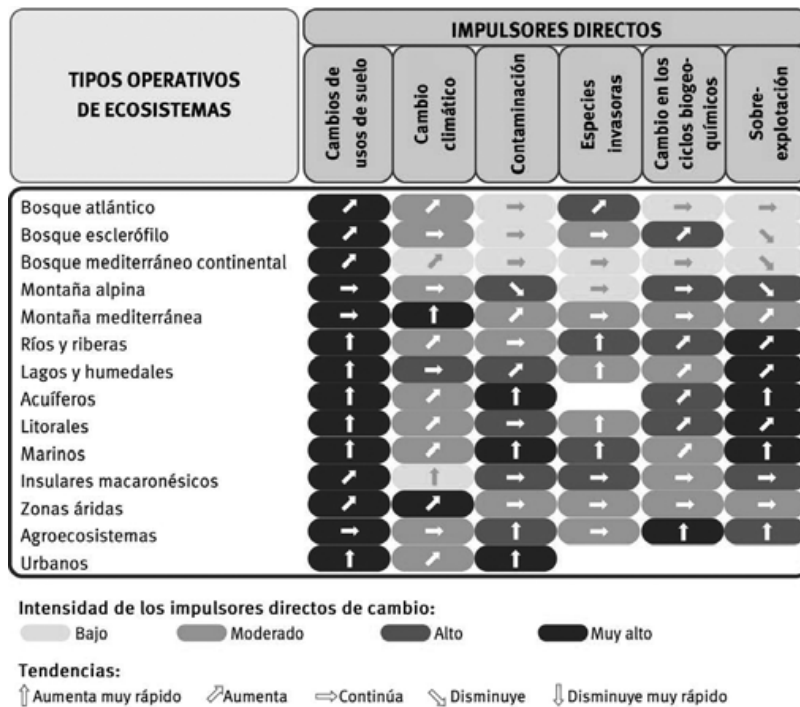 TIPOS OPERATIVOS
DE ECOSISTEMAS
IMPULSORES DIRECTOS
Cambios de
usos de suelo
Cambio
climático
Contaminación
Especies
invasoras
Cambio en los
ciclos biogeo-
químicos
Sobre-
explotación
Bosque atlántico
Bosque esclerófilo
Bosque mediterráneo continental
Montaña alpina
Montaña mediterránea
Ríos y riberas
Lagos y humedales
Acuíferos
Litorales
Marinos
Insulares macaronésicos
Zonas áridas
Agroecosistemas
Urbanos
Intensidad de los impulsores directos de cambio:
Bajo Moderado Alto Muy alto
Tendencias:
Aumenta muy rápido Aumenta Continúa Disminuye Disminuye muy rápido